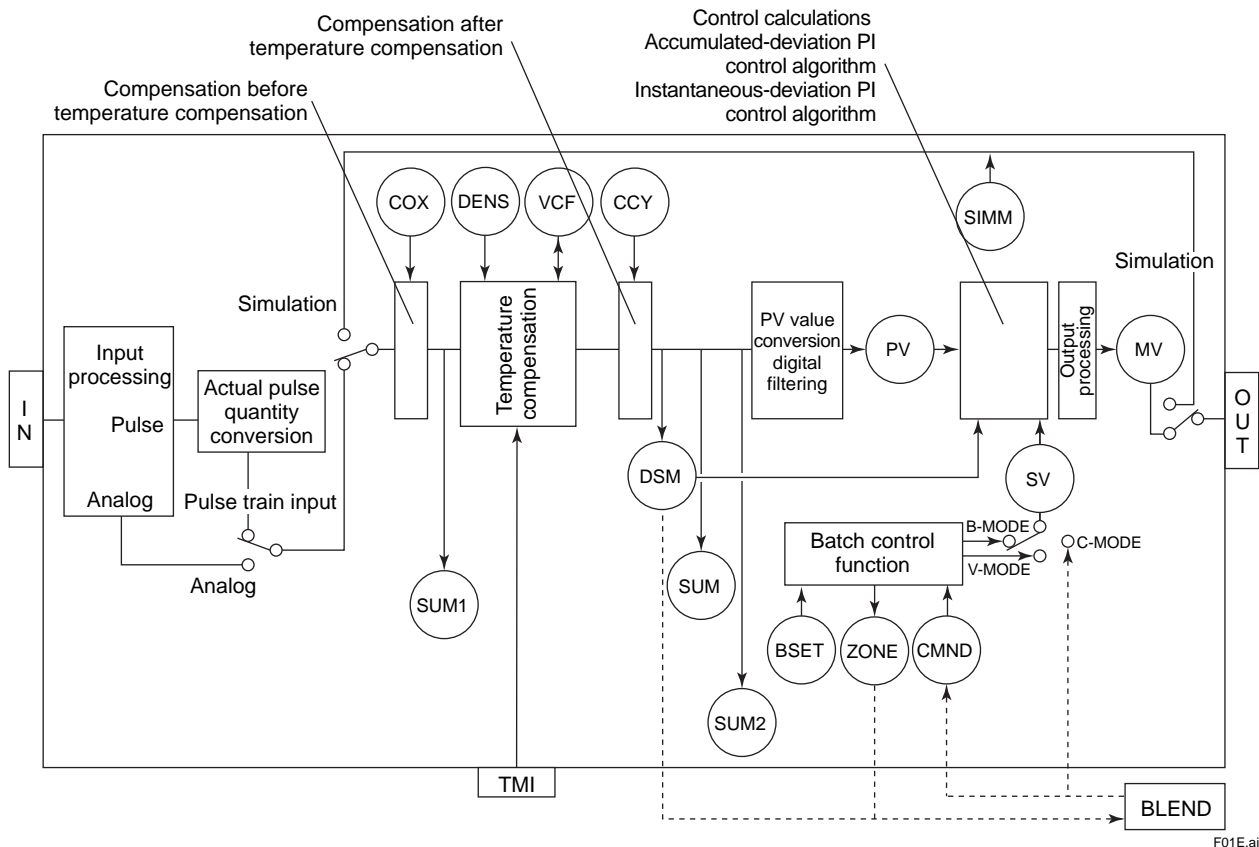 Control calculations
Accumulated-deviation PI
control algorithm
Instantaneous-deviation PI
control algorithm
Compensation after
temperature compensation
Compensation before
temperature compensation
COX
DENS
VCF
CCY
SIMM
Simulation
Simulation
Input
processing
Pulse
Analog
Actual pulse
quantity
conversion
Temperature
compensation
PV value
conversion
digital
filtering
PV
Output
processing
MV
IN
OUT
Pulse train input
Analog
DSM
SV
B-MODE
C-MODE
V-MODE
Batch control
function
SUM1
SUM
BSET
ZONE
CMND
SUM2
TMI
BLEND
F01E.ai